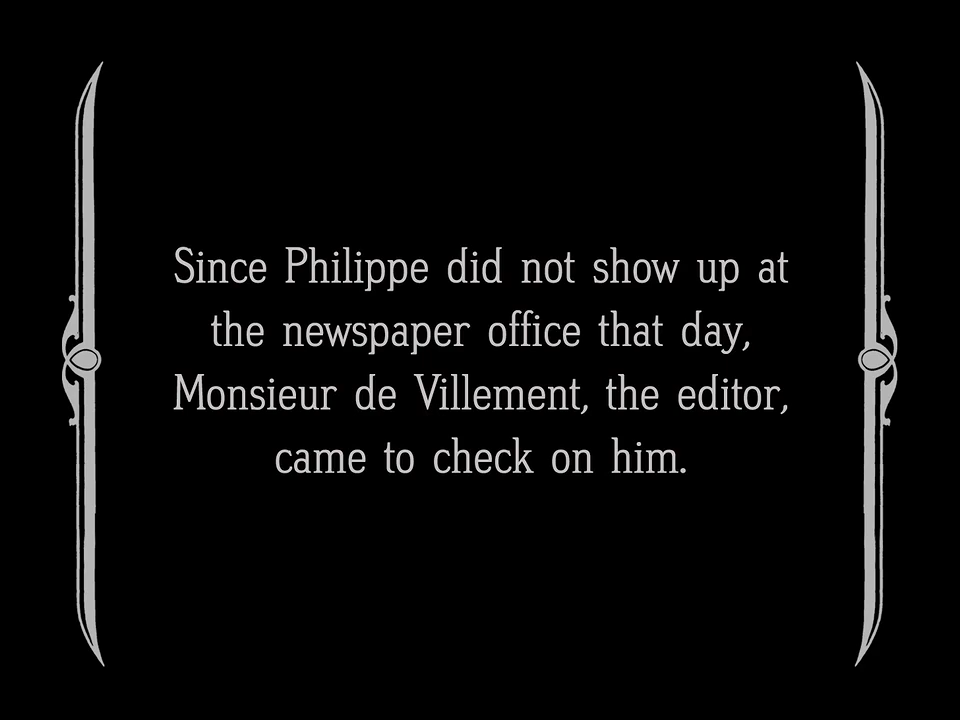 Since Philippe did not show up at
the newspaper office that day,
Monsieur de Villement, the editor,
came to check on him.